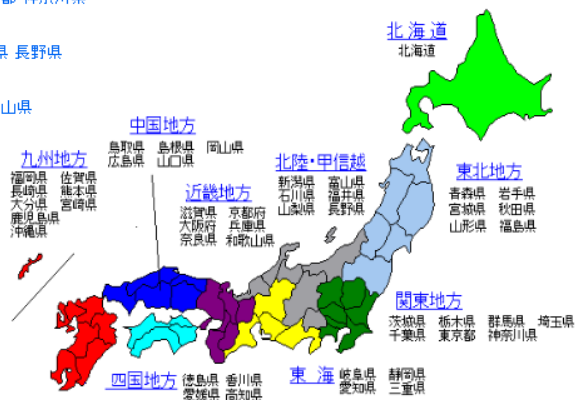 県 長野県
山県
北海道
北海道
中国地方
鳥取県 島根県 岡山県
広島県 山口県
九州地方
福岡県 佐賀県
長崎県 熊本県
大分県 宮崎県
鹿児島県
沖縄県
近畿地方
滋賀県 京都府
大阪府 兵庫県
奈良県 和歌山県
北陸・甲信越
新潟県 富山県
石川県 福井県
山梨県 長野県
東北地方
青森県 岩手県
宮城県 秋田県
山形県 福島県
関東地方
茨城県 栃木県 群馬県 埼玉県
千葉県 東京都 神奈川県
四国地方
徳島県 香川県
愛媛県 高知県
東 海
岐阜県 静岡県
愛知県 三重県